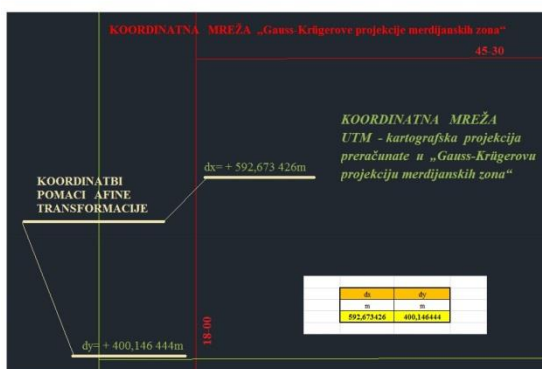 KOORDINATNA MREŽA „Gauss-Krügerove projekcije merdijanskih zona“
45-30
KOORDINATNA MREŽA
UTM - kartografska projekcija
preračunate u „Gauss-Krügerovu
projekciju merdijanskih zona“
dx= + 592,673 426m
KOORDINATBI
POMACI AFINE
TRANSFORMACIJE
dx dy
m m
592,673426 400,146444
18-00
dy= + 400,146 444m